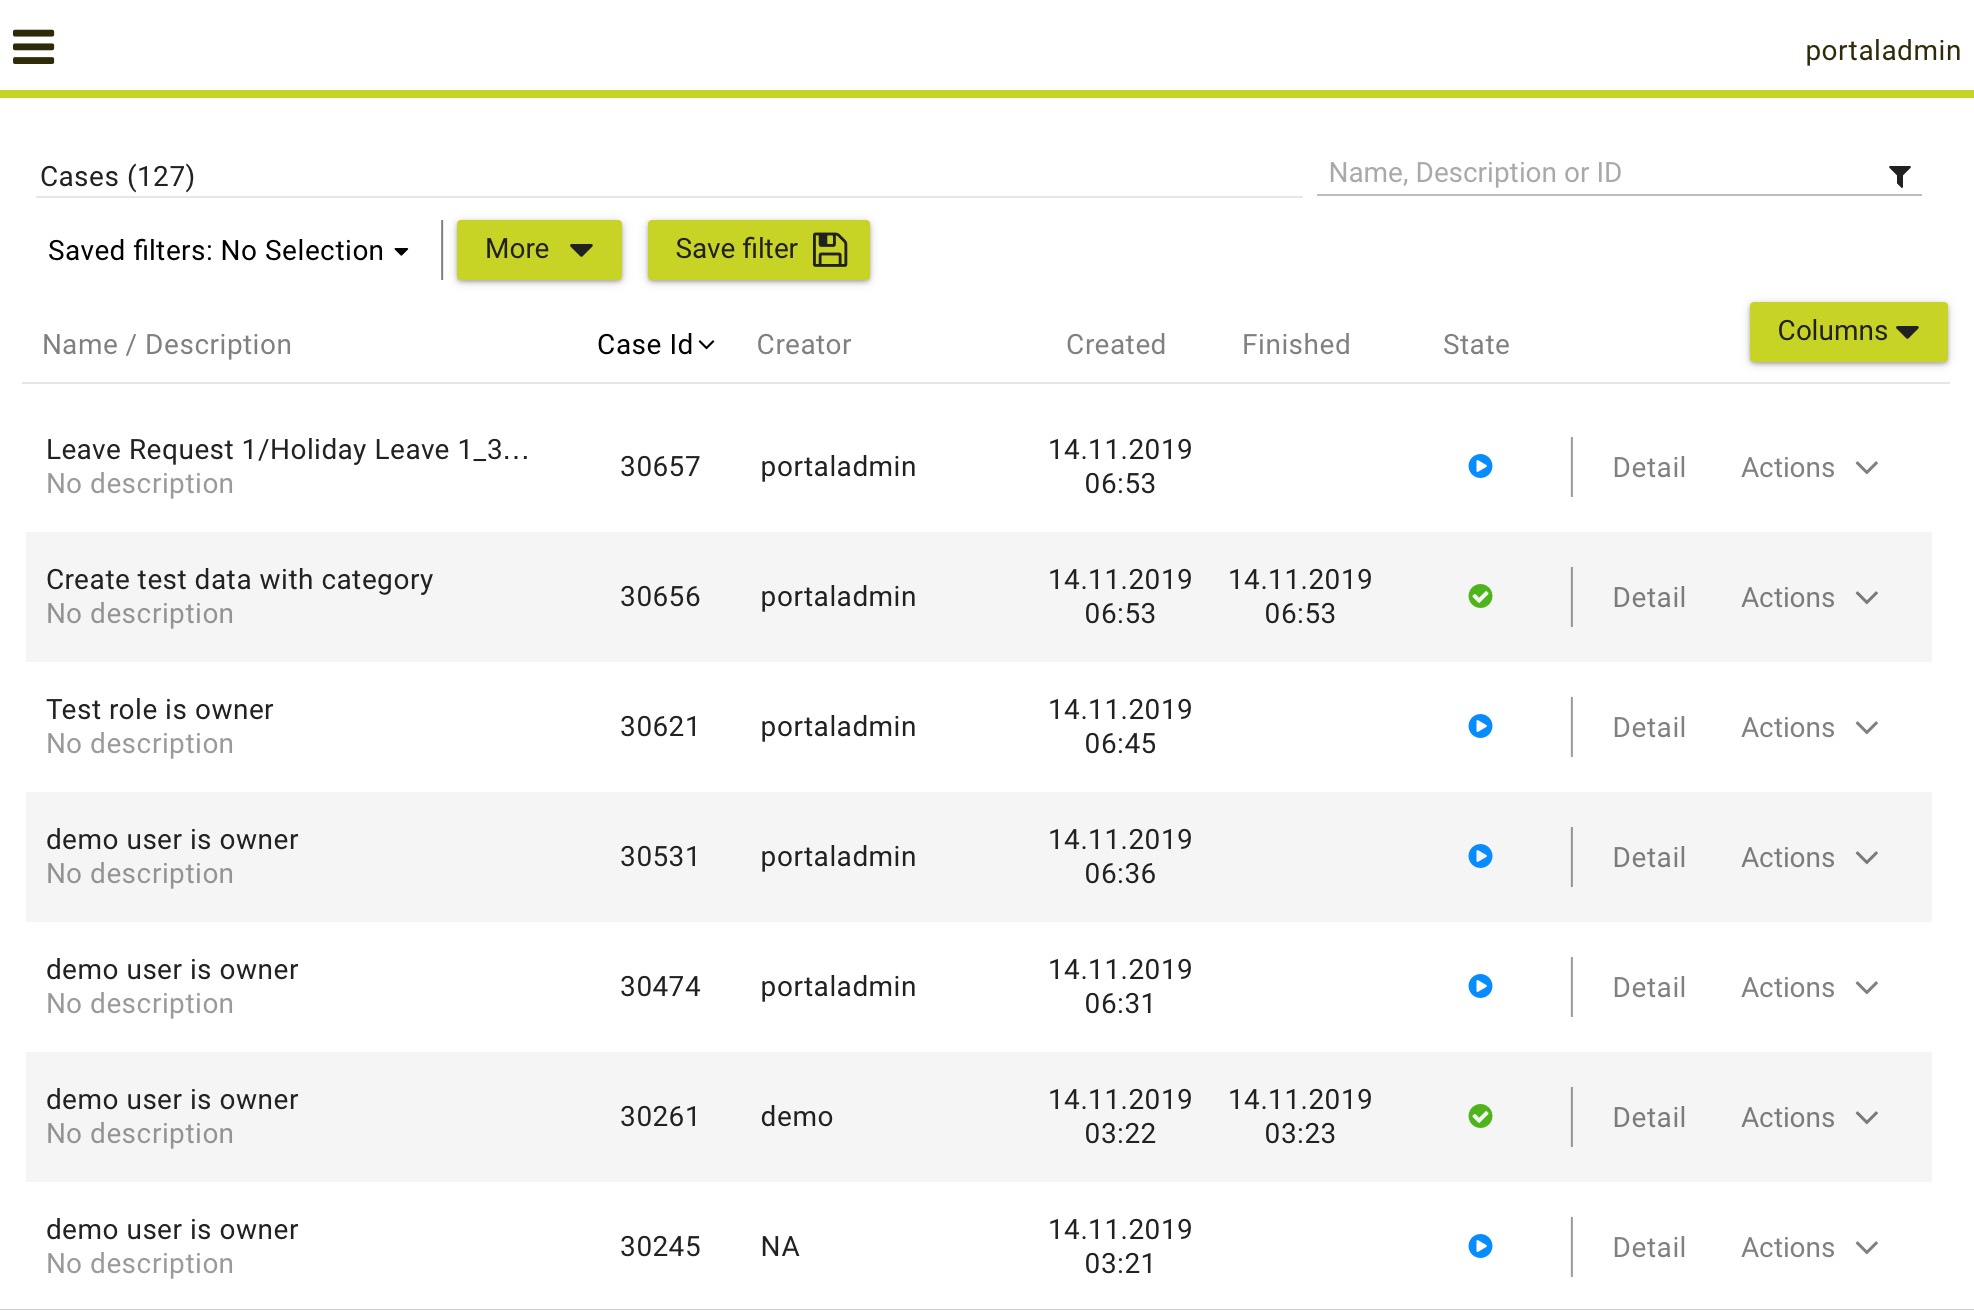 portaladmin
Cases (127)
Name, Description or ID
Saved filters: No Selection
More
Save filter
Columns
Name / Description Case Id Creator Created Finished State
Leave Request 1/Holiday Leave 1_3...
No description
30657
portaladmin
14.11.2019
06:53
Detail
Actions
Create test data with category
No description
30656
portaladmin
14.11.2019
06:53
14.11.2019
06:53
Detail
Actions
Test role is owner
No description
30621
portaladmin
14.11.2019
06:45
Detail
Actions
demo user is owner
No description
30531
portaladmin
14.11.2019
06:36
Detail
Actions
demo user is owner
No description
30474
portaladmin
14.11.2019
06:31
Detail
Actions
demo user is owner
No description
30261
demo
14.11.2019
03:22
14.11.2019
03:23
Detail
Actions
demo user is owner
No description
30245
NA
14.11.2019
03:21
Detail
Actions